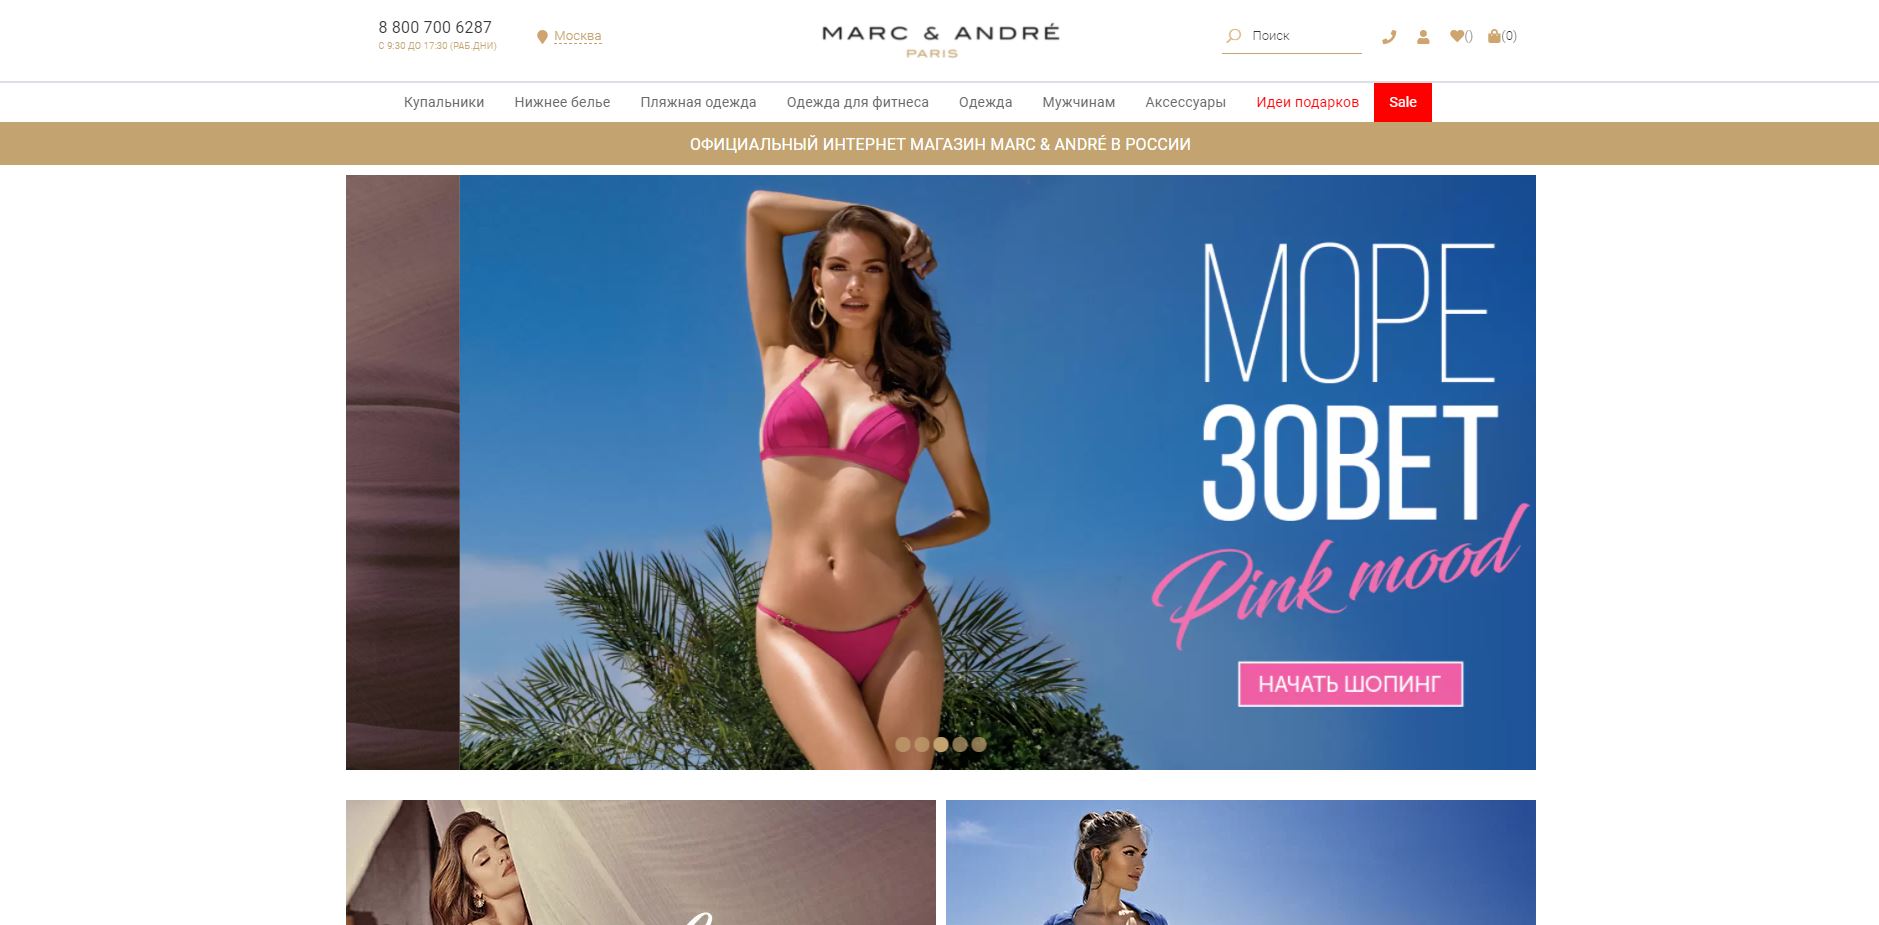 8 800 700 6287
С 9:30 ДО 17:30 (РАБ.ДНИ)
Москва
MARC & ANDRÉ
PARIS
Поиск
()
(0)
Купальники Нижнее белье Пляжная одежда Одежда для фитнеса Одежда Мужчинам Аксессуары Идеи подарков Sale
ОФИЦИАЛЬНЫЙ ИНТЕРНЕТ МАГАЗИН MARC & ANDRÉ В РОССИИ
МОРЕ
ЗОВЕТ
Pink mood
НАЧАТЬ ШОПИНГ